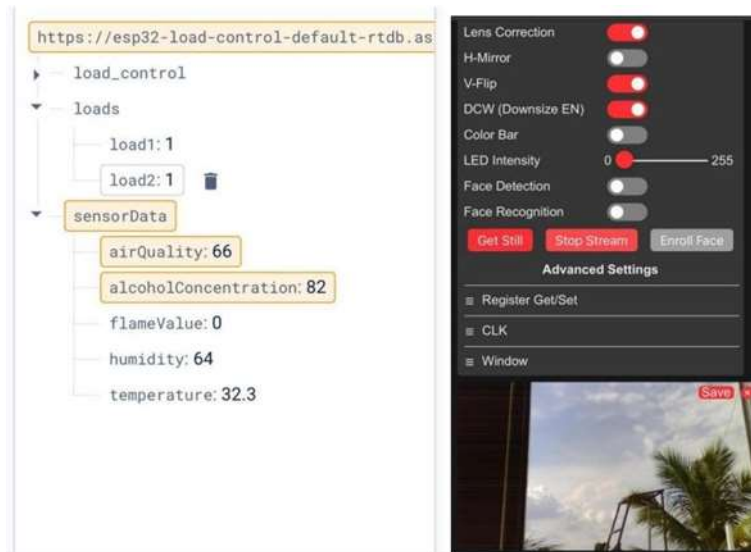 https://esp32-load-control-default-rtdb.as
load_control
loads
load1: 1
load2: 1
sensorData
airQuality: 66
alcoholConcentration: 82
flameValue: 0
humidity: 64
temperature: 32.3
Lens Correction
H-Mirror
V-Flip
DCW (Downsize EN)
Color Bar
LED Intensity 0 255
Face Detection
Face Recognition
Get Still Stop Stream Enroll Face
Advanced Settings
Register Get/Set
CLK
Window
Save ×